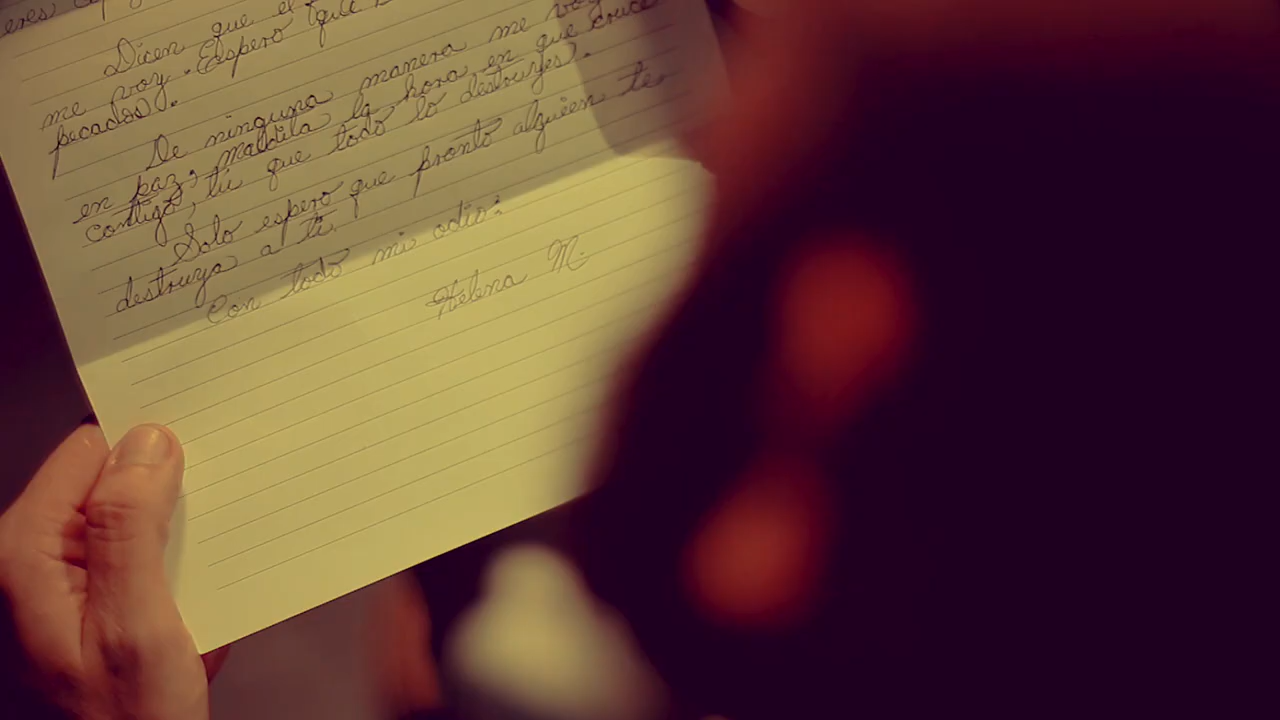 eres
Dicen que el
me voy. Espero que
pecados.
De ninguna manera me voy
en paz, maldita la hora en que cruce
contigo, tú que todo lo destruyes.
Solo espero que pronto alguien te
destruya a ti.
Con todo mi odio:
Helena M.